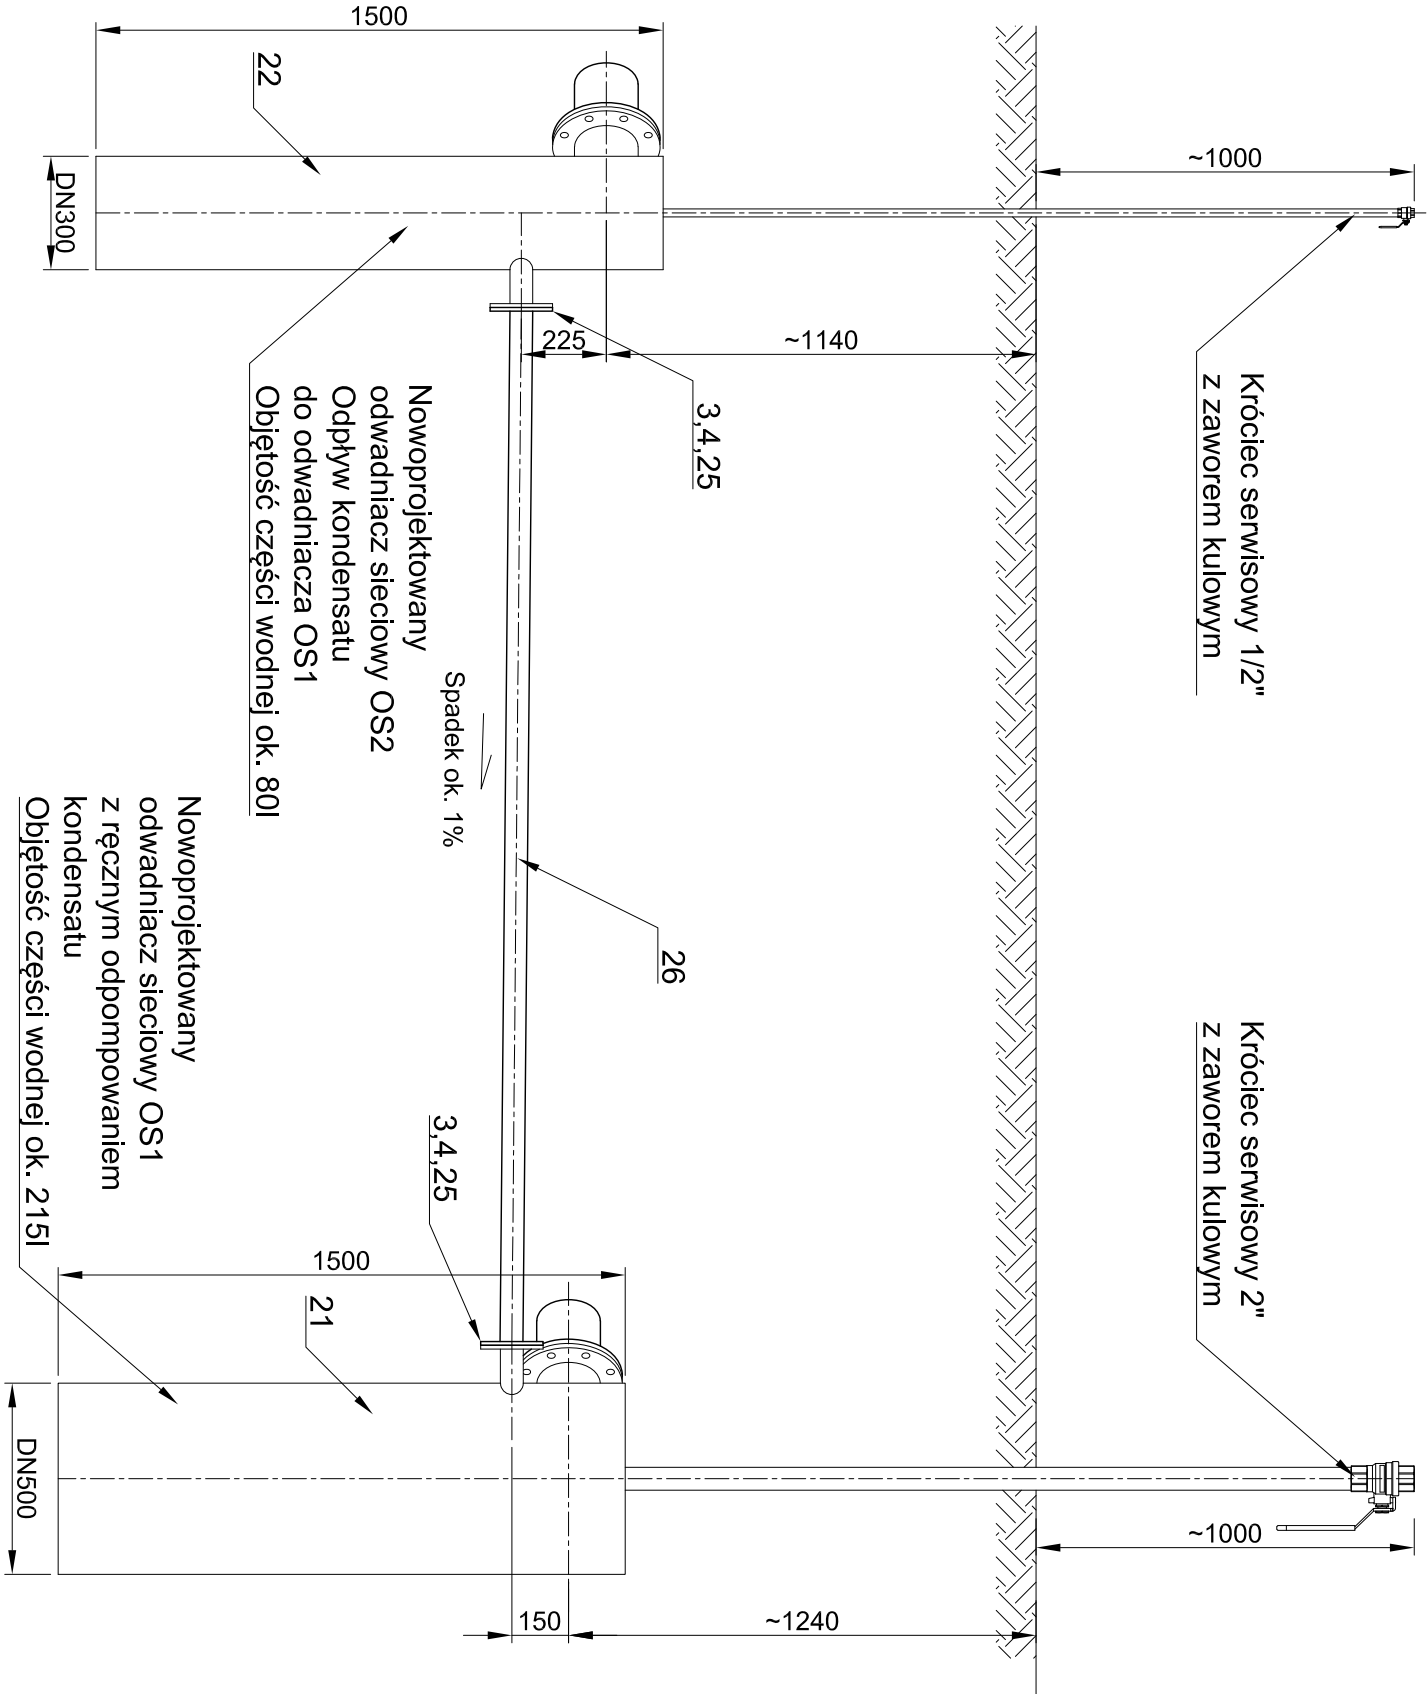 1500
22
DN300
~1000
Króciec serwisowy 1/2"
z zaworem kulowym
225
~1140
3,4,25
Nowoprojektowany
odwadniacz sieciowy OS2
Odpływ kondensatu
do odwadniacza OS1
Objętość części wodnej ok. 80l
Spadek ok. 1%
26
Nowoprojektowany
odwadniacz sieciowy OS1
z ręcznym odpompowaniem
kondensatu
Objętość części wodnej ok. 215l
3,4,25
Króciec serwisowy 2"
z zaworem kulowym
1500
21
DN500
~1000
150
~1240